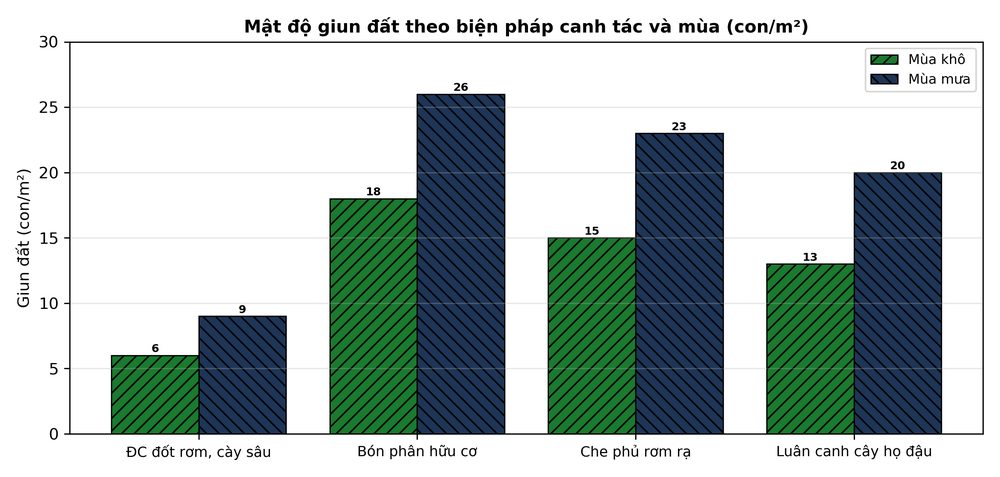 Mật độ giun đất theo biện pháp canh tác và mùa (con/m²)
Mùa khô
Mùa mưa
Giun đất (con/m²)
30
25
20
15
10
5
0
6
9
18
26
15
23
13
20
ĐC đốt rơm, cày sâu
Bón phân hữu cơ
Che phủ rơm rạ
Luân canh cây họ đậu